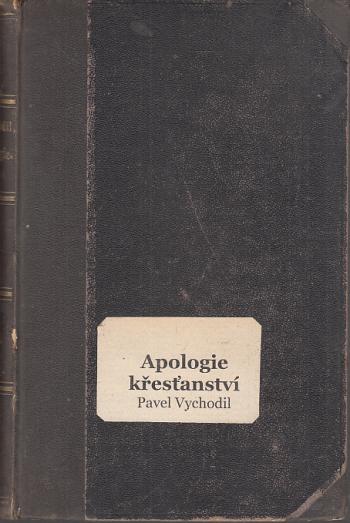 Apologie
křesťanství
Pavel Vychodil